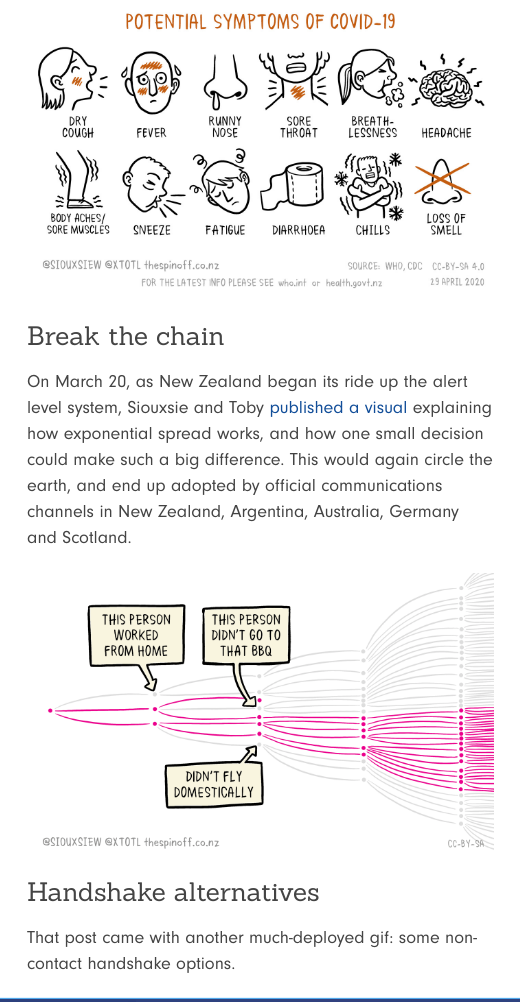 POTENTIAL SYMPTOMS OF COVID-19
DRY
COUGH
FEVER
RUNNY
NOSE
SORE
THROAT
BREATH-
LESSNESS
HEADACHE
BODY ACHES/
SORE MUSCLES
SNEEZE
FATIGUE
DIARRHOEA
CHILLS
LOSS OF
SMELL
@SIOUXSIEW @XTOTL thespinoff.co.nz
SOURCE: WHO, CDC CC-BY-SA 4.0
FOR THE LATEST INFO PLEASE SEE who.int or health.govt.nz
29 APRIL 2020
Break the chain
On March 20, as New Zealand began its ride up the alert
level system, Siouxsie and Toby published a visual explaining
how exponential spread works, and how one small decision
could make such a big difference. This would again circle the
earth, and end up adopted by official communications
channels in New Zealand, Argentina, Australia, Germany
and Scotland.
THIS PERSON
WORKED
FROM HOME
THIS PERSON
DIDN'T GO TO
THAT BBQ
DIDN'T FLY
DOMESTICALLY
@SIOUXSIEW @XTOTL thespinoff.co.nz
CC-BY-SA
Handshake alternatives
That post came with another much-deployed gif: some non-
contact handshake options.